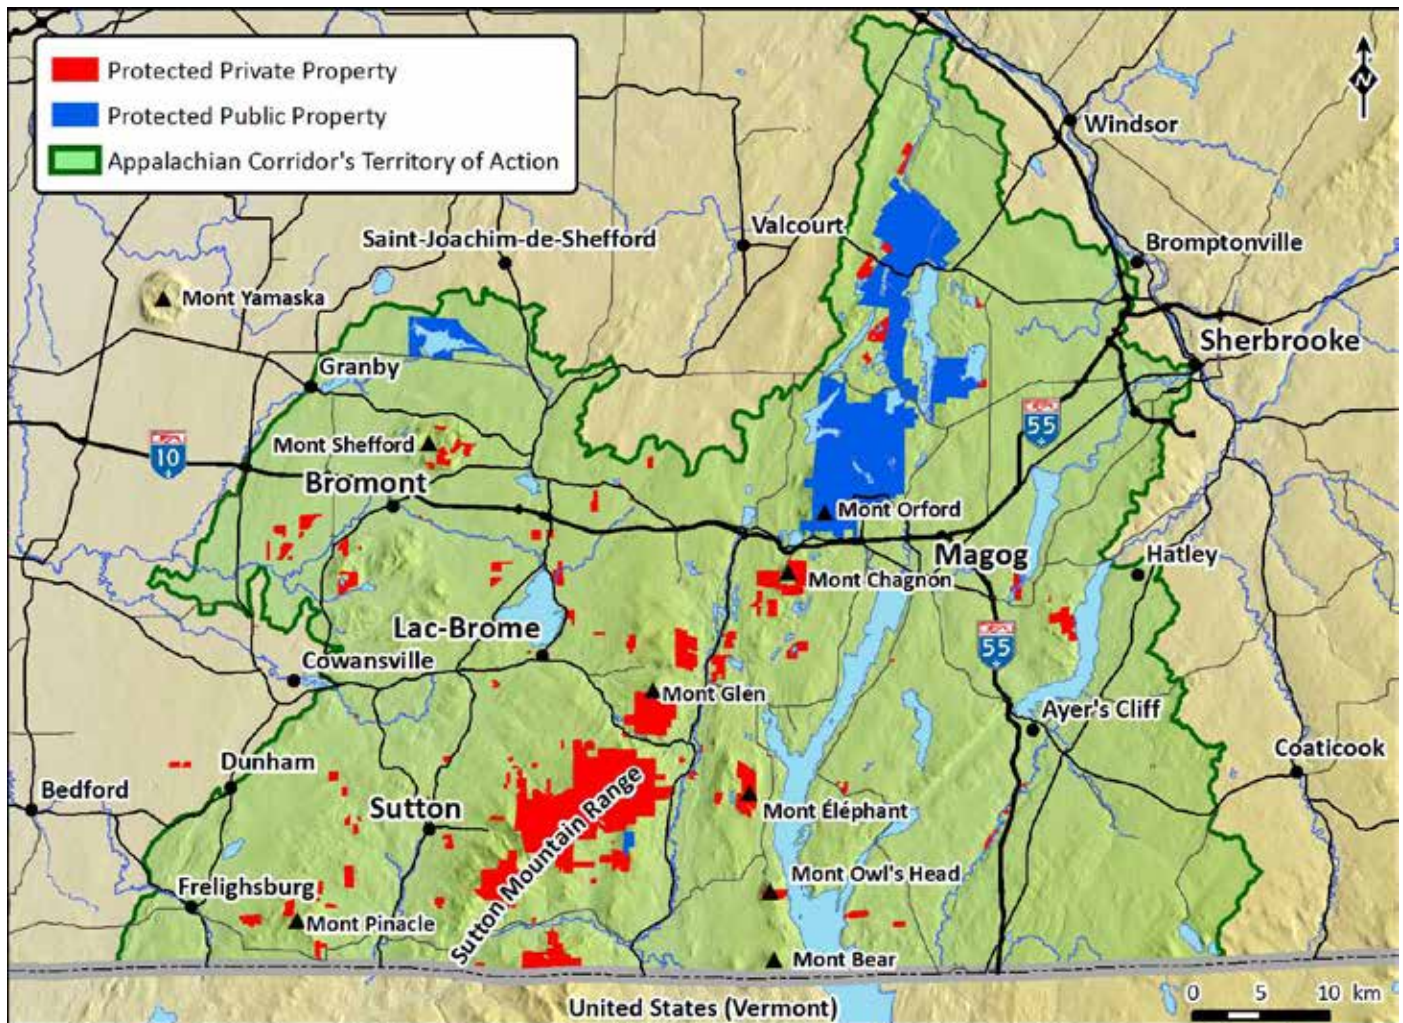 Protected Private Property
Protected Public Property
Appalachian Corridor's Territory of Action
N
Windsor
Valcourt
Saint-Joachim-de-Shefford
Bromptonville
Mont Yamaska
Sherbrooke
Granby
55
Mont Shefford
10
Bromont
Mont Orford
Magog
Hatley
Mont Chagnon
Lac-Brome
55
Cowansville
Mont Glen
Ayer's Cliff
Coaticook
Dunham
Bedford
Sutton
Mont Éléphant
Sutton Mountain Range
Mont Owl's Head
Frelighsburg
Mont Pinacle
Mont Bear
0 5 10 km
United States (Vermont)